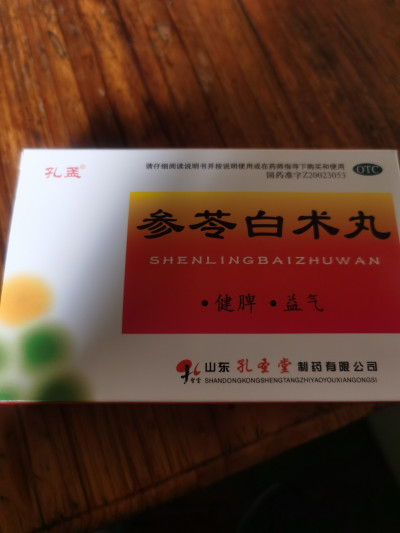 孔孟®
请仔细阅读说明书并按说明使用或在药师指导下购买和使用
国药准字Z20023053
OTC
参苓白术丸
SHENLINGBAIZHUWAN
·健脾 ·益气
山东孔圣堂制药有限公司
SHANDONGKONGSHENGTANGZHIYAOYOUXIANGONGSI